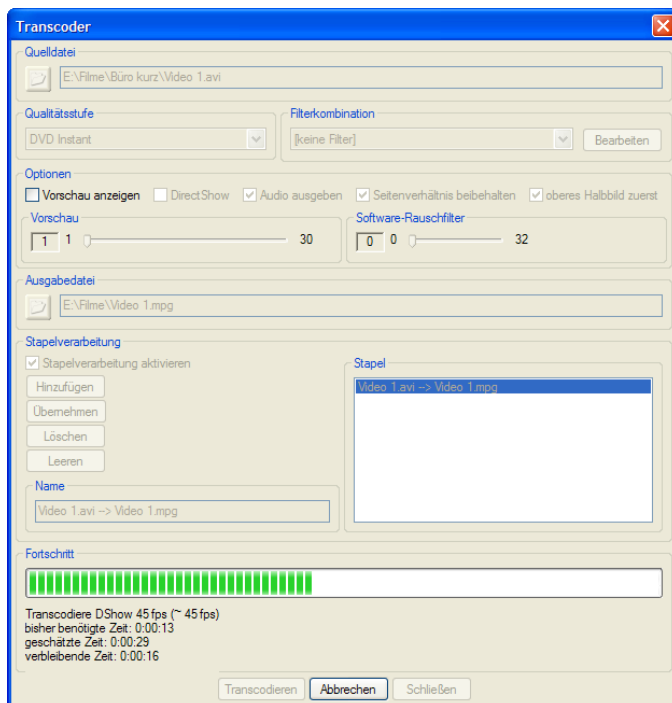 Transcoder
Quelldatei
E:\Filme\Büro kurz\Video 1.avi
Qualitätsstufe
Filterkombination
DVD Instant
[keine Filter]
Bearbeiten
Optionen
Vorschau anzeigen DirectShow Audio ausgeben Seitenverhältnis beibehalten oberes Halbbild zuerst
Vorschau
Software-Rauschfilter
1 1 30
0 0 32
Ausgabedatei
E:\Filme\Video 1.mpg
Stapelverarbeitung
Stapelverarbeitung aktivieren
Stapel
Hinzufügen
Video 1.avi --> Video 1.mpg
Übernehmen
Löschen
Leeren
Name
Video 1.avi --> Video 1.mpg
Fortschritt
Transcodiere DShow 45 fps (~ 45 fps)
bisher benötigte Zeit: 0:00:13
geschätzte Zeit: 0:00:29
verbleibende Zeit: 0:00:16
Transcodieren Abbrechen Schließen